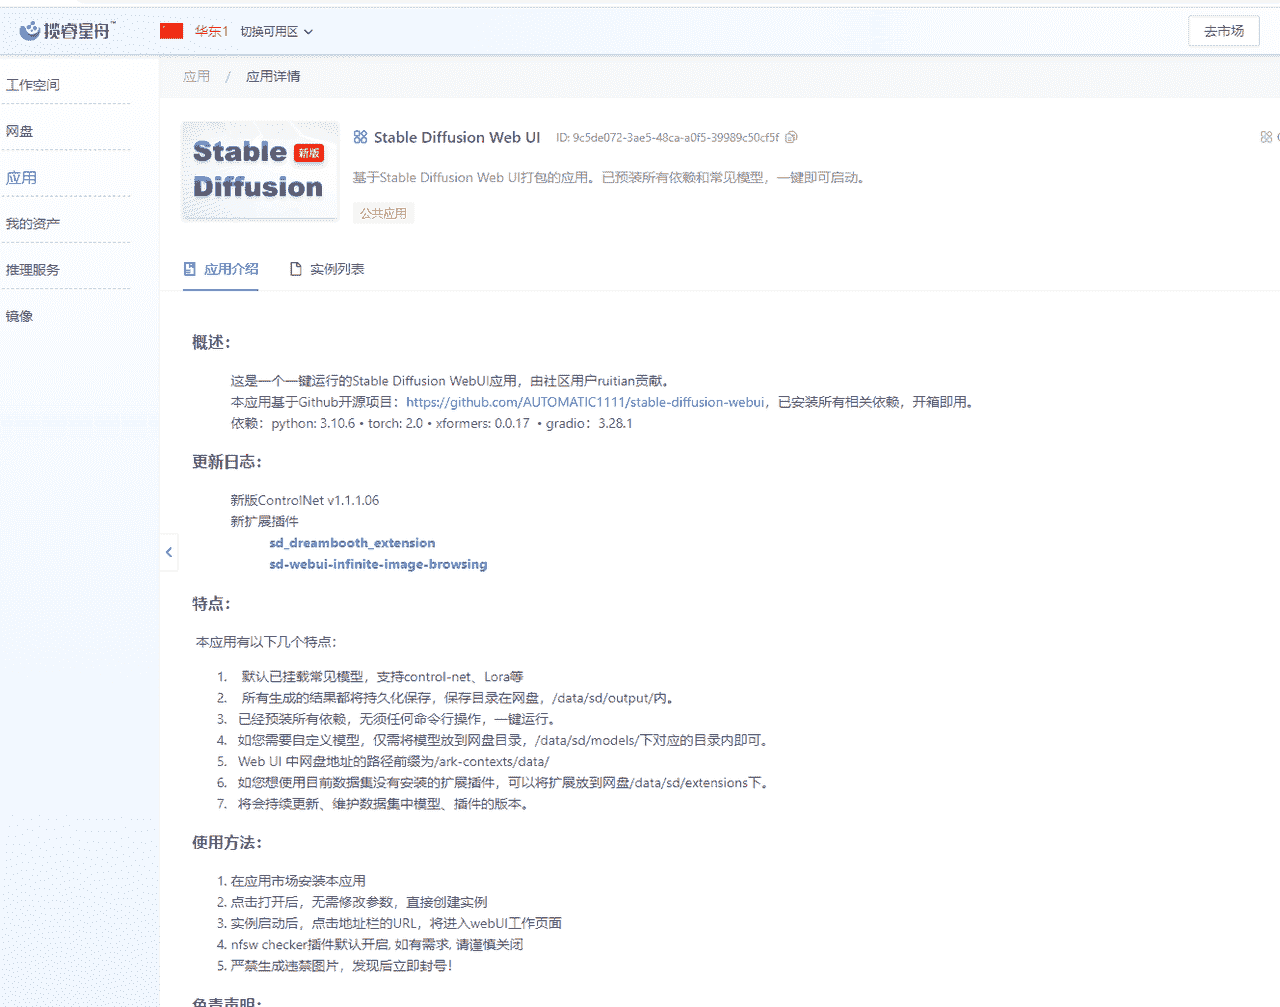 揽睿星舟™
华东1 切换可用区
去市场
工作空间
网盘
应用
我的资产
推理服务
镜像
应用 / 应用详情
Stable 新版
Diffusion
Stable Diffusion Web UI ID: 9c5de072-3ae5-48ca-a0f5-39989c50cf5f
基于Stable Diffusion Web UI打包的应用。已预装所有依赖和常见模型，一键即可启动。
公共应用
应用介绍 实例列表
概述：
这是一个一键运行的Stable Diffusion WebUI应用，由社区用户ruitian贡献。
本应用基于Github开源项目：https://github.com/AUTOMATIC1111/stable-diffusion-webui，已安装所有相关依赖，开箱即用。
依赖：python: 3.10.6 • torch: 2.0 • xformers: 0.0.17 • gradio：3.28.1
更新日志：
新版ControlNet v1.1.1.06
新扩展插件
sd_dreambooth_extension
sd-webui-infinite-image-browsing
特点：
本应用有以下几个特点：
1. 默认已挂载常见模型，支持control-net、Lora等
2. 所有生成的结果都将持久化保存，保存目录在网盘，/data/sd/output/内。
3. 已经预装所有依赖，无须任何命令行操作，一键运行。
4. 如您需要自定义模型，仅需将模型放到网盘目录，/data/sd/models/下对应的目录内即可。
5. Web UI 中网盘地址的路径前缀为/ark-contexts/data/
6. 如您想使用目前数据集没有安装的扩展插件，可以将扩展放到网盘/data/sd/extensions下。
7. 将会持续更新、维护数据集中模型、插件的版本。
使用方法：
1. 在应用市场安装本应用
2. 点击打开后，无需修改参数，直接创建实例
3. 实例启动后，点击地址栏的URL，将进入webUI工作页面
4. nfsw checker插件默认开启, 如有需求, 请谨慎关闭
5. 严禁生成违禁图片，发现后立即封号！
免责声明：